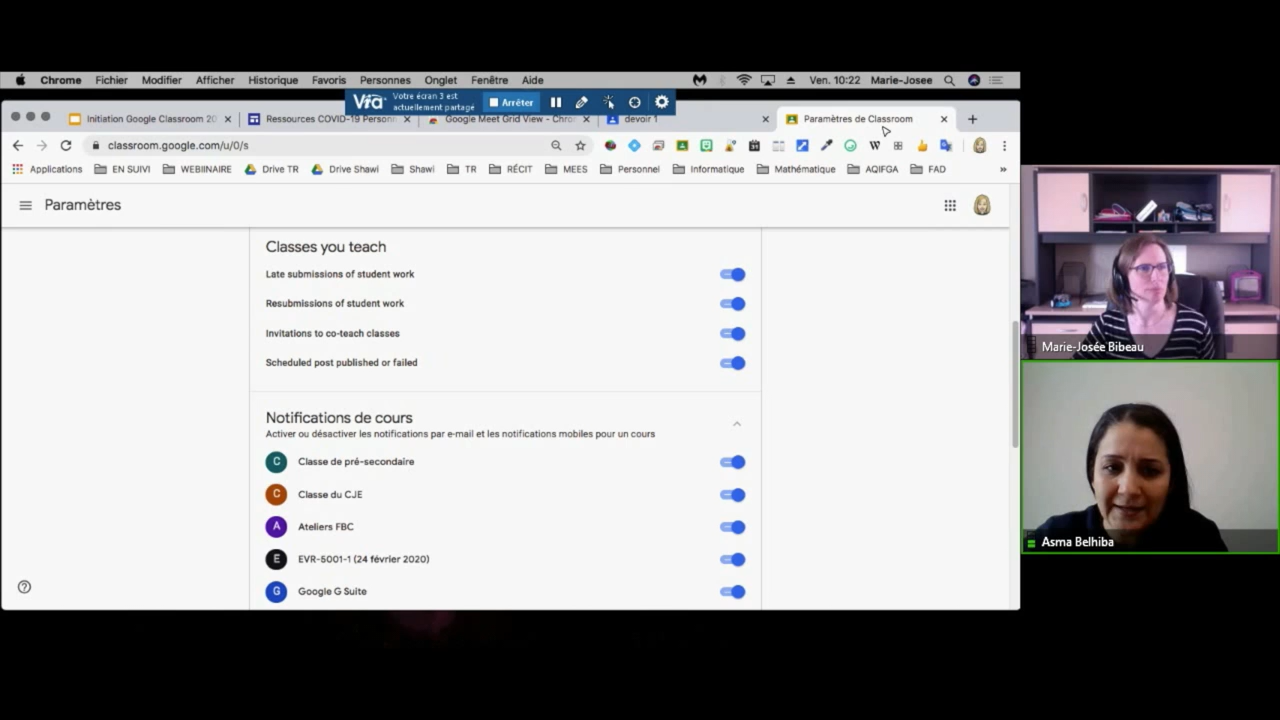 Chrome Fichier Modifier Afficher Historique Favoris Personnes Onglet Fenêtre Aide Ven. 10:22 Marie-Josee
Via Votre écran 3 est
actuellement partagé
Arrêter
Initiation Google Classroom 20 Ressources COVID-19 Personn Google Meet Grid View - Chro devoir 1 Paramètres de Classroom
classroom.google.com/u/0/s
Applications EN SUIVI WEBIINAIRE Drive TR Drive Shawi Shawi TR RÉCIT MEES Personnel Informatique Mathématique AQIFGA FAD »
Paramètres
Classes you teach
Late submissions of student work
Resubmissions of student work
Invitations to co-teach classes
Scheduled post published or failed
Notifications de cours
Activer ou désactiver les notifications par e-mail et les notifications mobiles pour un cours
C Classe de pré-secondaire
C Classe du CJE
A Ateliers FBC
E EVR-5001-1 (24 février 2020)
G Google G Suite
Marie-Josée Bibeau
Asma Belhiba